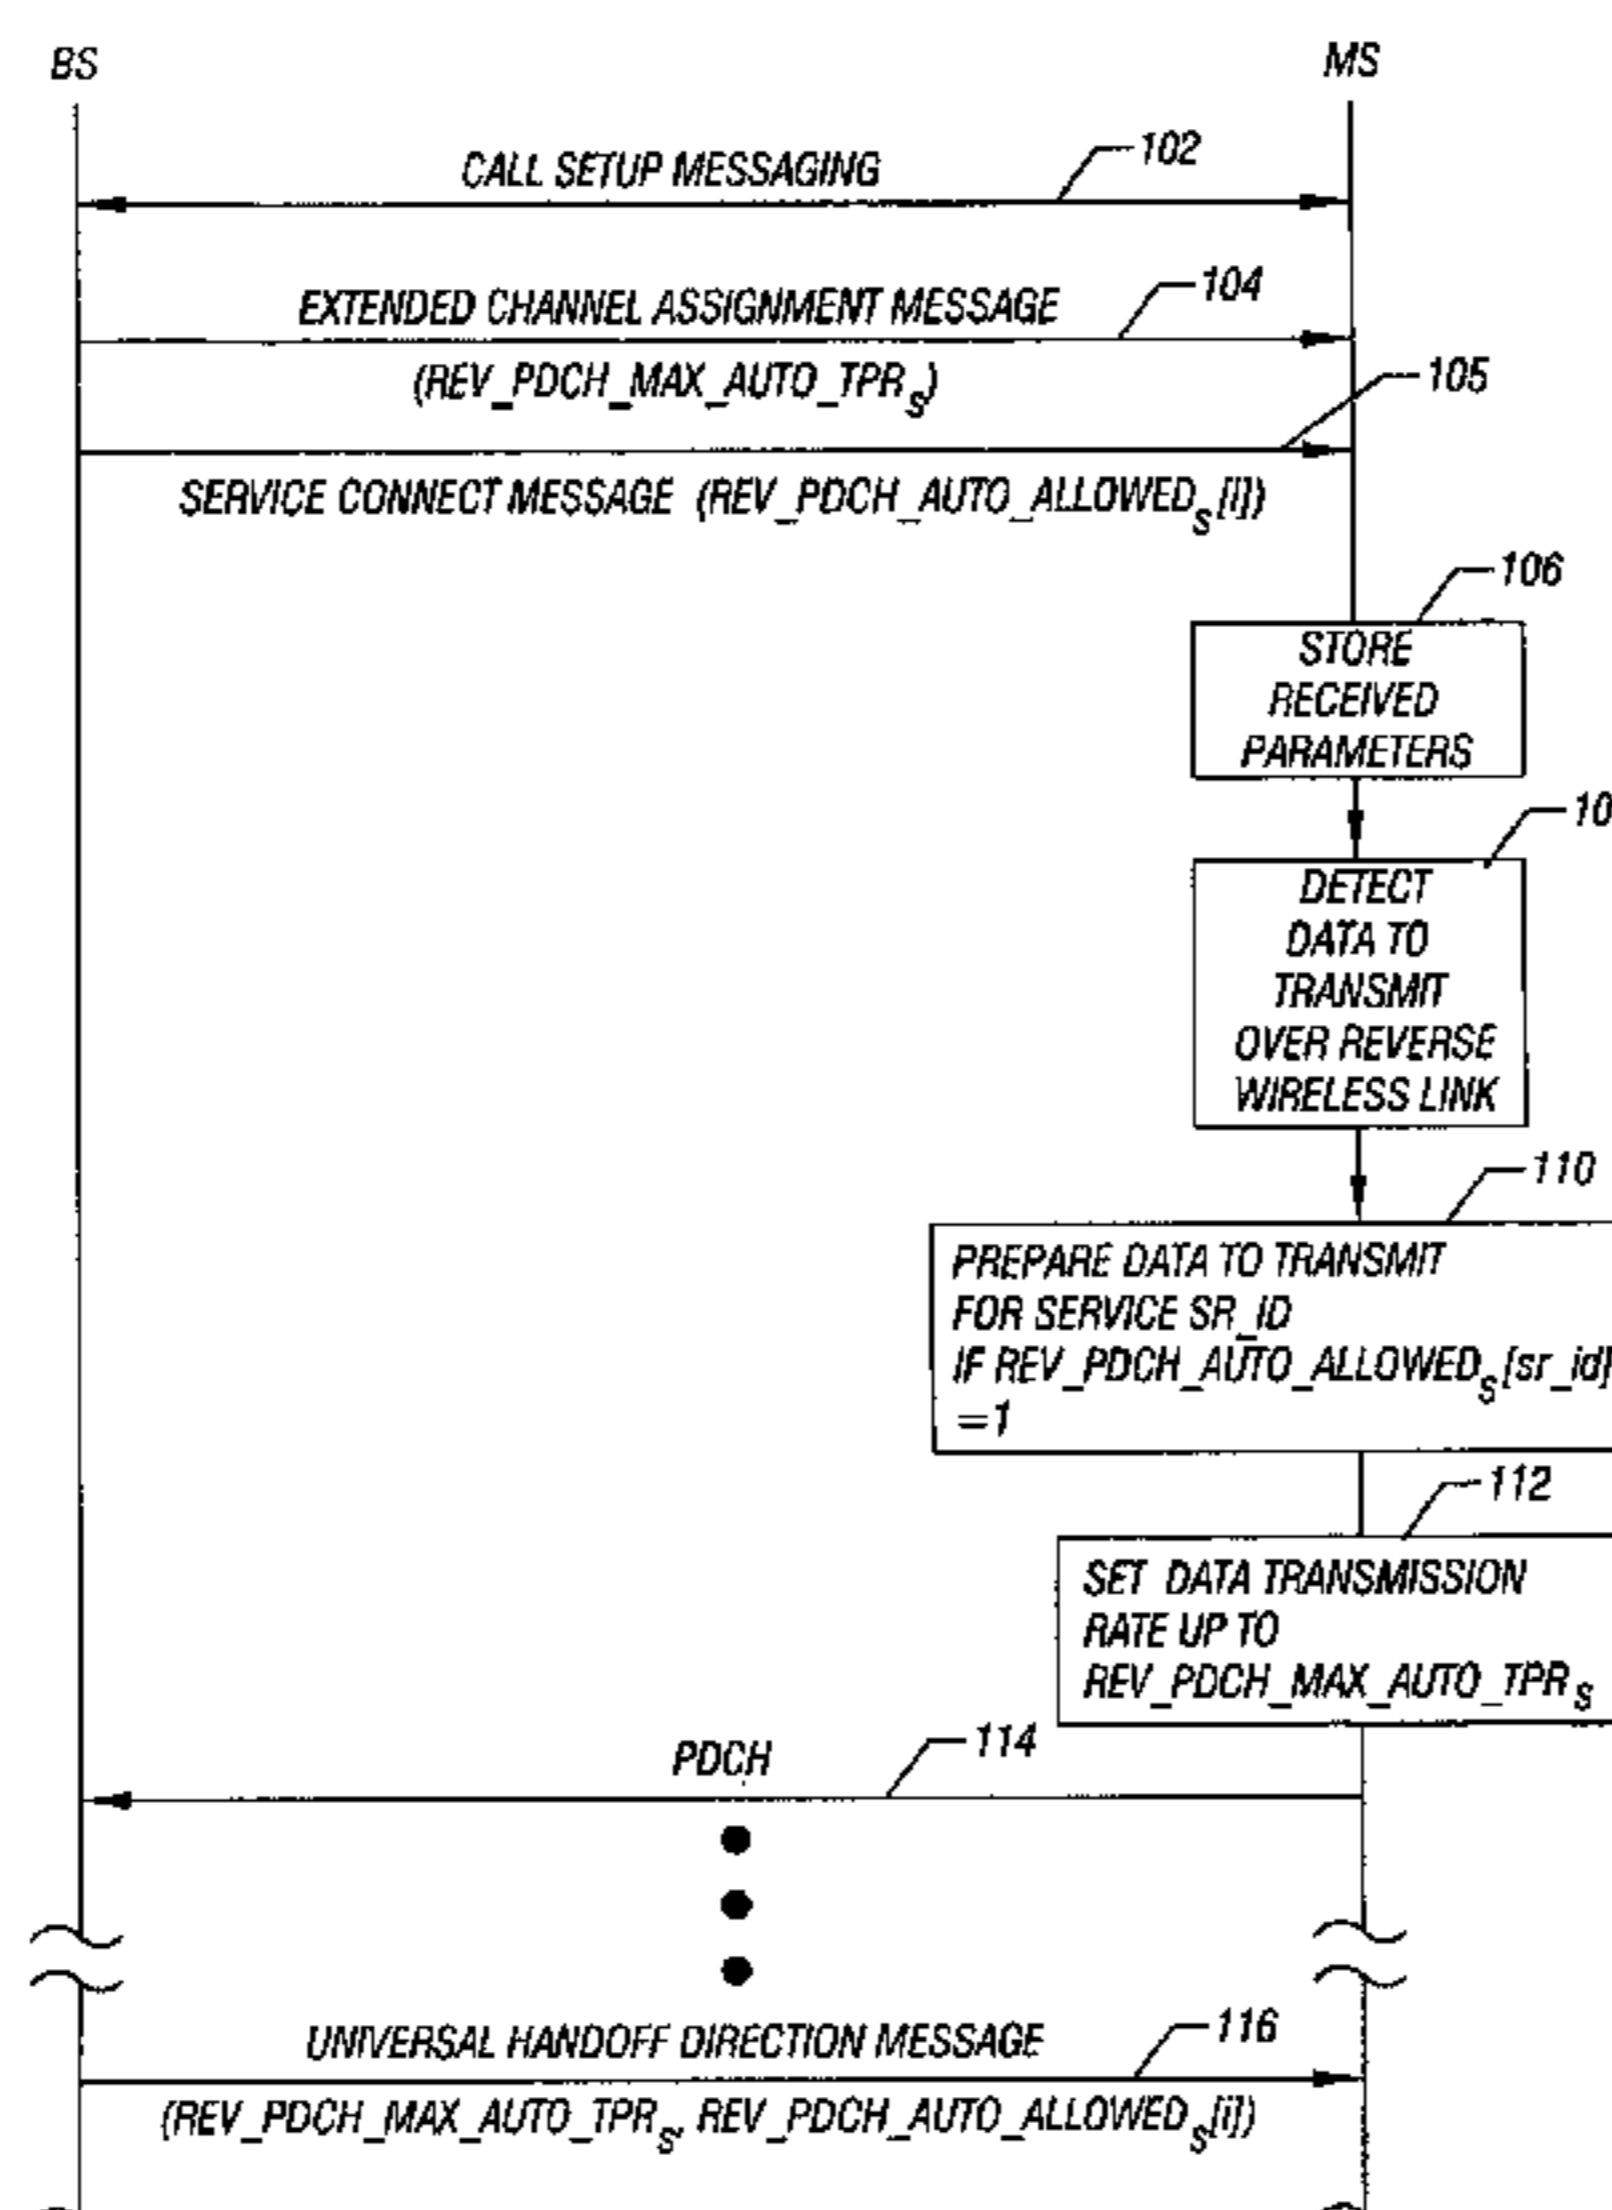 BS
MS
CALL SETUP MESSAGING
102
EXTENDED CHANNEL ASSIGNMENT MESSAGE
104
(REV_PDCH_MAX_AUTO_TPRs)
105
SERVICE CONNECT MESSAGE (REV_PDCH_AUTO_ALLOWEDs[i])
106
STORE
RECEIVED
PARAMETERS
10
DETECT
DATA TO
TRANSMIT
OVER REVERSE
WIRELESS LINK
110
PREPARE DATA TO TRANSMIT
FOR SERVICE SR_ID
IF REV_PDCH_AUTO_ALLOWEDs[sr_id]
=1
112
SET DATA TRANSMISSION
RATE UP TO
REV_PDCH_MAX_AUTO_TPRs
PDCH
114
UNIVERSAL HANDOFF DIRECTION MESSAGE
116
(REV_PDCH_MAX_AUTO_TPRs, REV_PDCH_AUTO_ALLOWEDs[i])